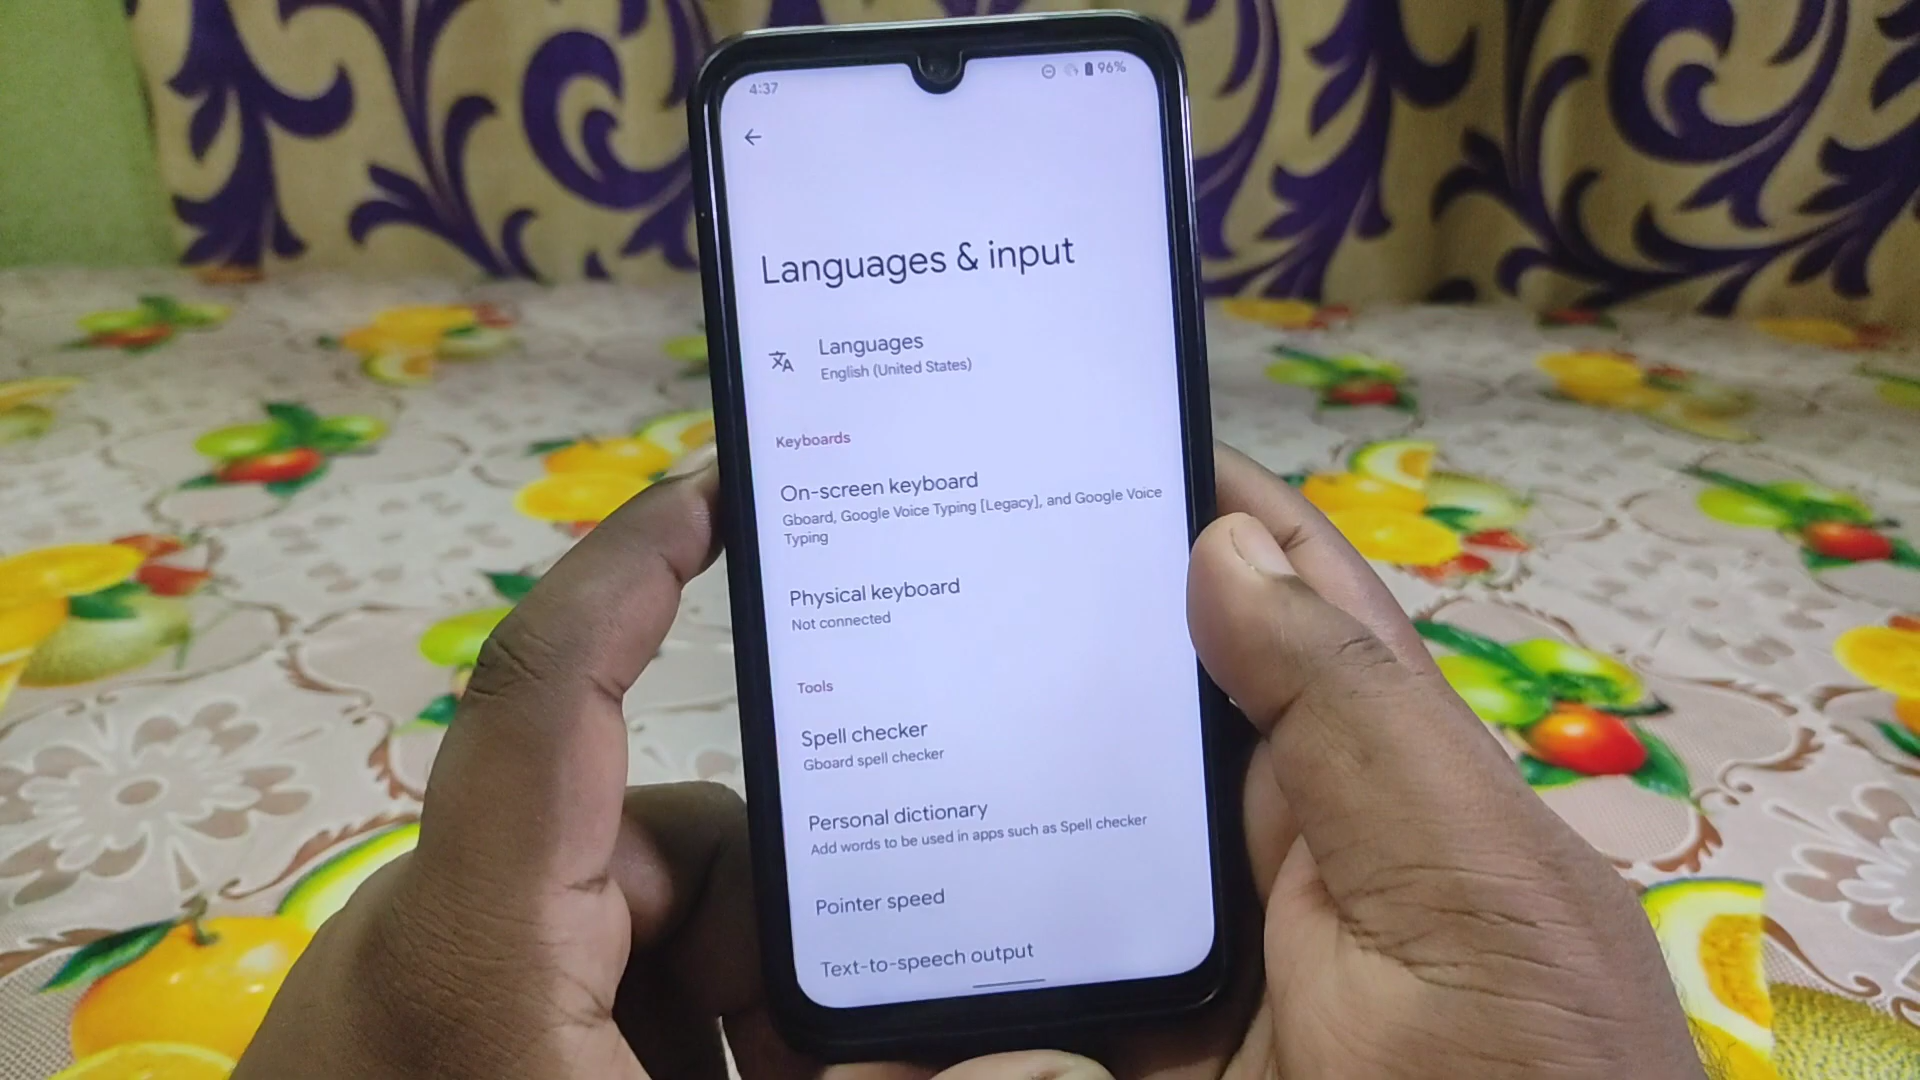 4:37
96%
Languages & input
Languages
English (United States)
Keyboards
On-screen keyboard
Gboard, Google Voice Typing [Legacy], and Google Voice
Typing
Physical keyboard
Not connected
Tools
Spell checker
Gboard spell checker
Personal dictionary
Add words to be used in apps such as Spell checker
Pointer speed
Text-to-speech output